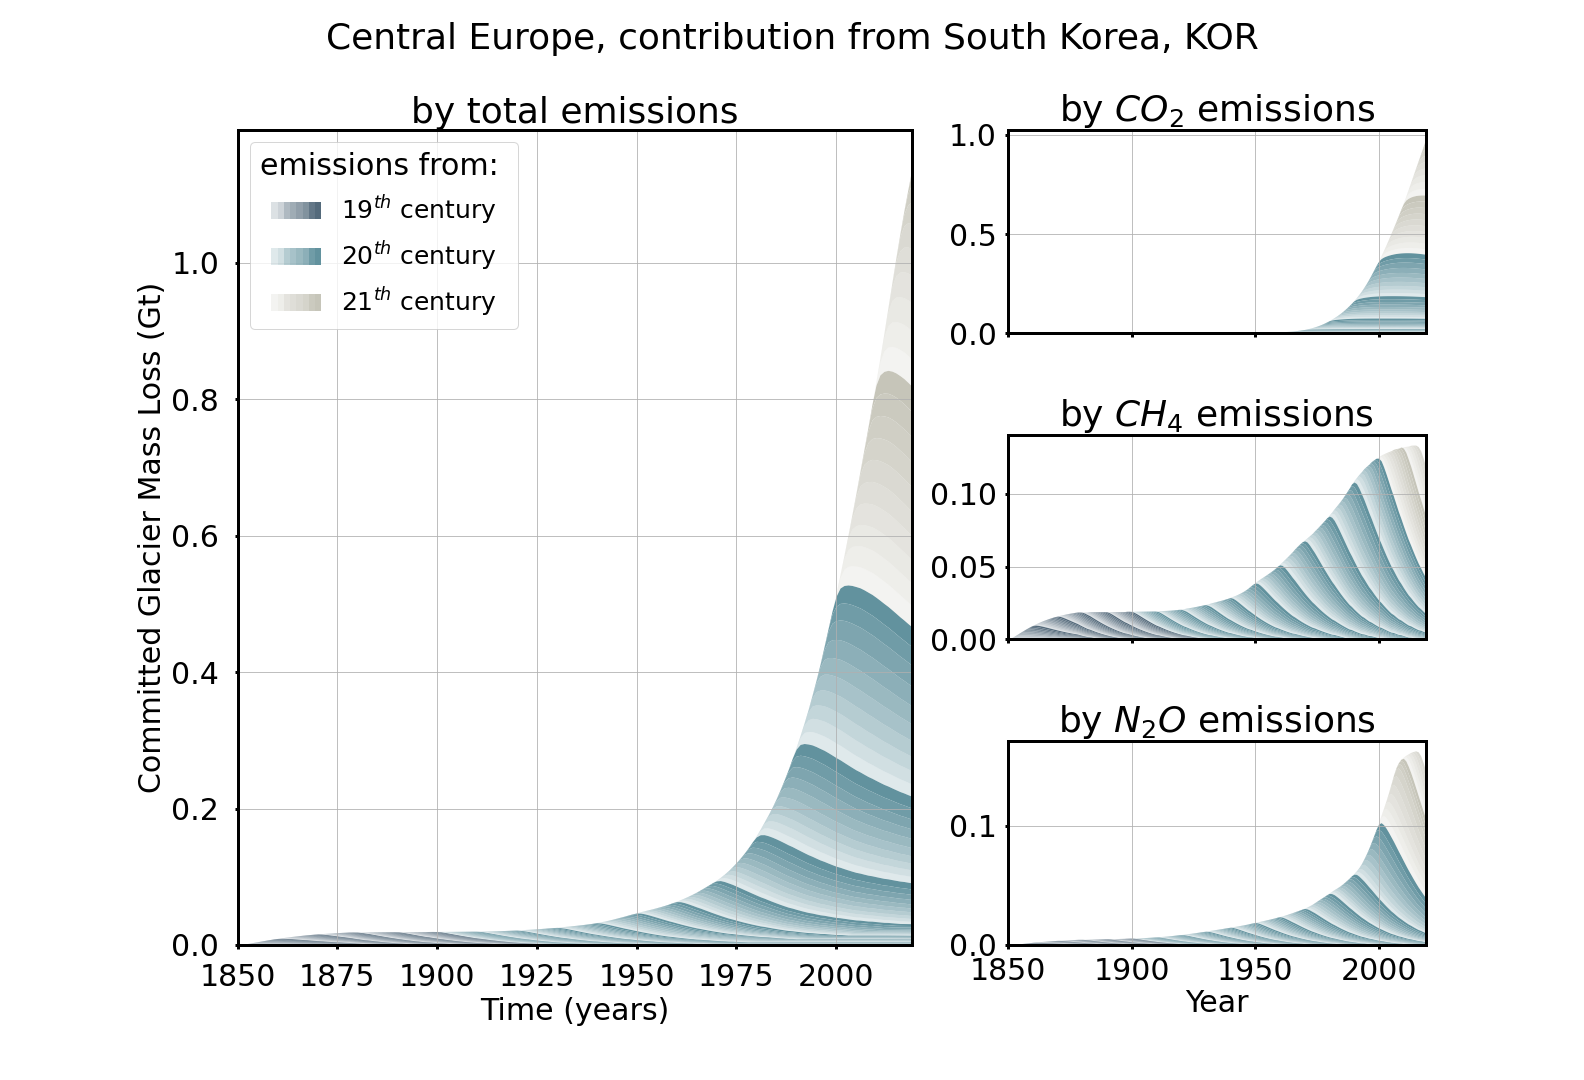 Central Europe, contribution from South Korea, KOR
by total emissions
emissions from:
19th century
20th century
21th century
Committed Glacier Mass Loss (Gt)
1.0
0.8
0.6
0.4
0.2
0.0
1850 1875 1900 1925 1950 1975 2000
Time (years)
by CO2 emissions
1.0
0.5
0.0
by CH4 emissions
0.10
0.05
0.00
by N2O emissions
0.1
0.0
1850 1900 1950 2000
Year